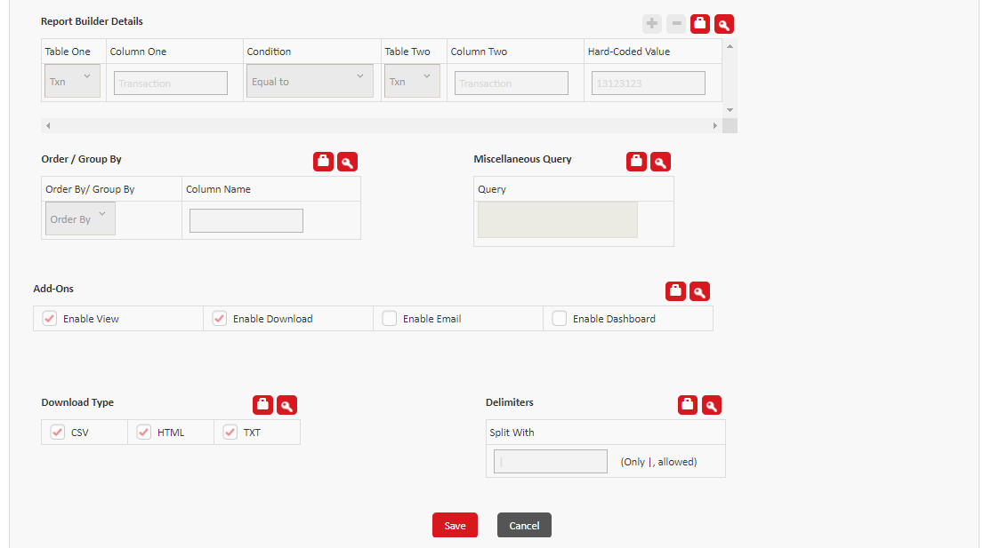 Report Builder Details
Table One Column One Condition Table Two Column Two Hard-Coded Value
Txn Transaction Equal to Txn Transaction 13123123
Order / Group By Miscellaneous Query
Order By/ Group By Column Name Query
Order By
Add-Ons
Enable View Enable Download Enable Email Enable Dashboard
Download Type Delimiters
CSV HTML TXT Split With
| (Only |, allowed)
Save Cancel